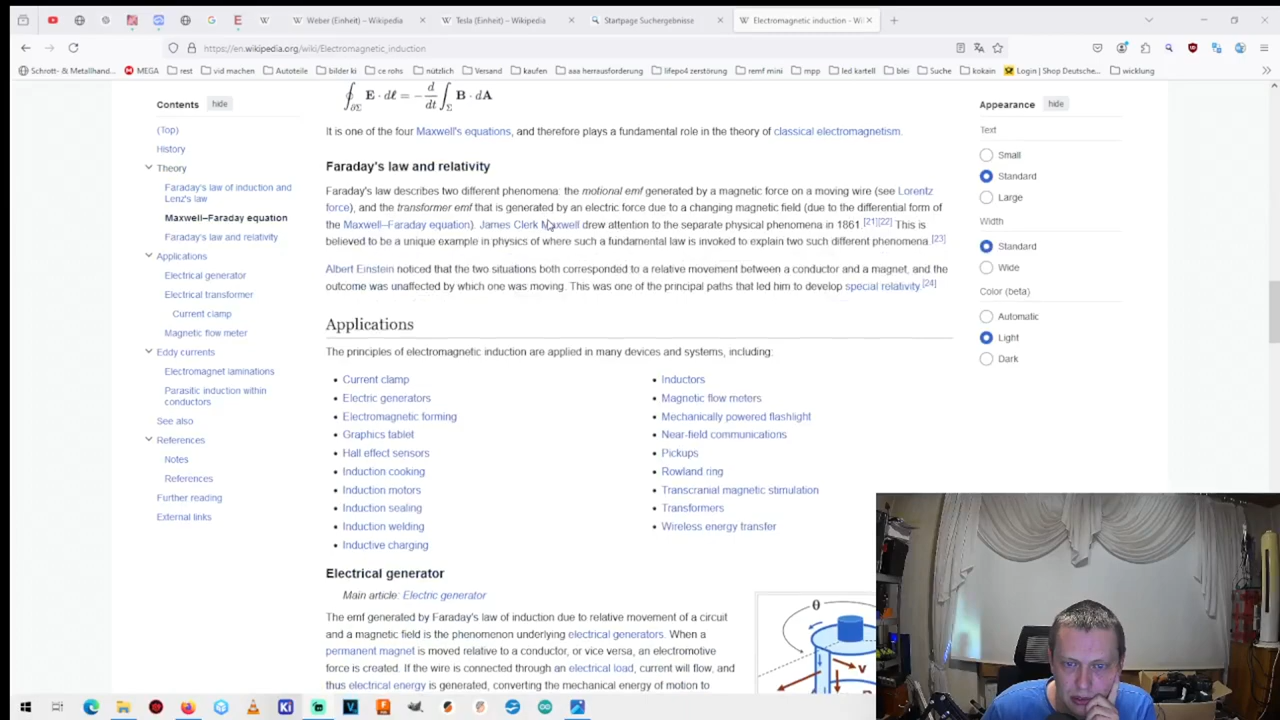 Weber (Einheit) – Wikipedia
Tesla (Einheit) – Wikipedia
Startpage Suchergebnisse
Electromagnetic induction - Wi
https://en.wikipedia.org/wiki/Electromagnetic_induction
Schrott- & Metallhand...
MEGA
rest
vid machen
Autoteile
bilder ki
ce rohs
nützlich
Versand
kaufen
aaa herrausforderung
lifepo4 zerstörung
remf mini
mpp
led kartell
blei
Suche
kokain
Login | Shop Deutsche...
wicklung
Contents hide
(Top)
History
Theory
Faraday's law of induction and
Lenz's law
Maxwell–Faraday equation
Faraday's law and relativity
Applications
Electrical generator
Electrical transformer
Current clamp
Magnetic flow meter
Eddy currents
Electromagnet laminations
Parasitic induction within
conductors
See also
References
Notes
References
Further reading
External links
∮∂Σ E · dℓ = − d/dt ∫Σ B · dA
It is one of the four Maxwell's equations, and therefore plays a fundamental role in the theory of classical electromagnetism.
Faraday's law and relativity
Faraday's law describes two different phenomena: the motional emf generated by a magnetic force on a moving wire (see Lorentz
force), and the transformer emf that is generated by an electric force due to a changing magnetic field (due to the differential form of
the Maxwell–Faraday equation). James Clerk Maxwell drew attention to the separate physical phenomena in 1861.[21][22] This is
believed to be a unique example in physics of where such a fundamental law is invoked to explain two such different phenomena.[23]
Albert Einstein noticed that the two situations both corresponded to a relative movement between a conductor and a magnet, and the
outcome was unaffected by which one was moving. This was one of the principal paths that led him to develop special relativity.[24]
Applications
The principles of electromagnetic induction are applied in many devices and systems, including:
Current clamp
Electric generators
Electromagnetic forming
Graphics tablet
Hall effect sensors
Induction cooking
Induction motors
Induction sealing
Induction welding
Inductive charging
Inductors
Magnetic flow meters
Mechanically powered flashlight
Near-field communications
Pickups
Rowland ring
Transcranial magnetic stimulation
Transformers
Wireless energy transfer
Electrical generator
Main article: Electric generator
The emf generated by Faraday's law of induction due to relative movement of a circuit
and a magnetic field is the phenomenon underlying electrical generators. When a
permanent magnet is moved relative to a conductor, or vice versa, an electromotive
force is created. If the wire is connected through an electrical load, current will flow, and
thus electrical energy is generated, converting the mechanical energy of motion to
θ
v
Appearance hide
Text
Small
Standard
Large
Width
Standard
Wide
Color (beta)
Automatic
Light
Dark